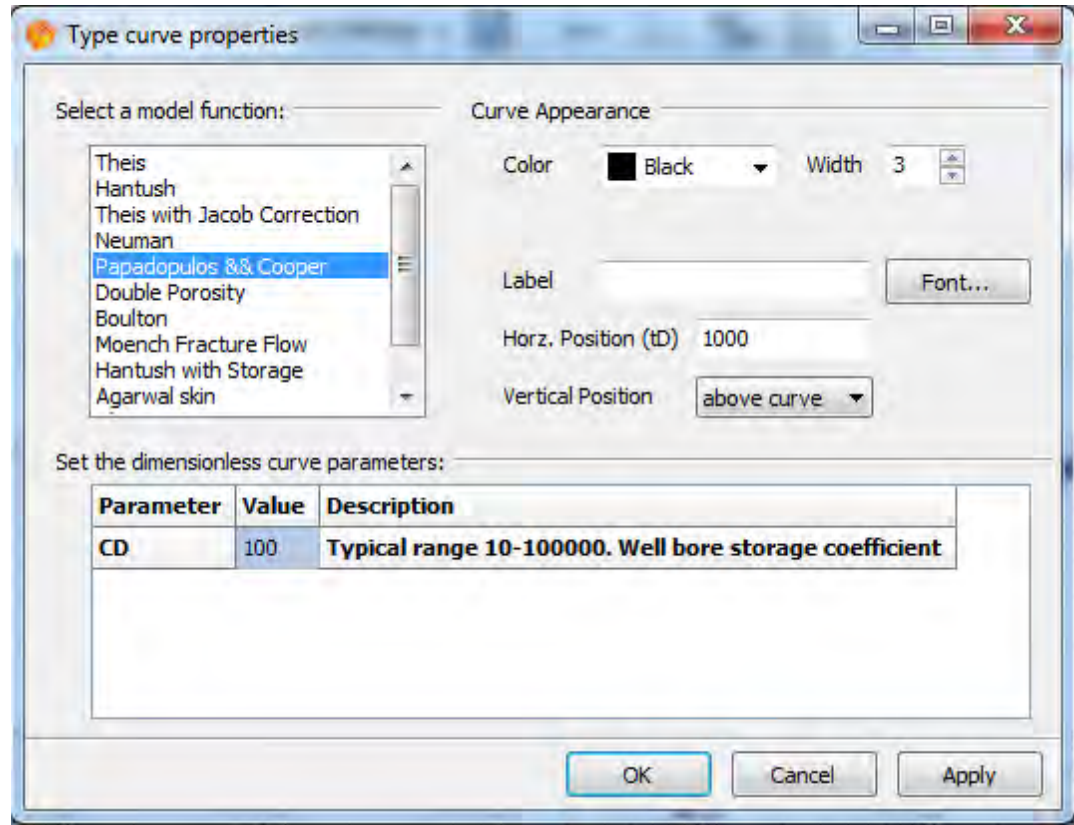 Type curve properties
Select a model function:
Theis
Hantush
Theis with Jacob Correction
Neuman
Papadopulos && Cooper
Double Porosity
Boulton
Moench Fracture Flow
Hantush with Storage
Agarwal skin
Curve Appearance
Color Black Width 3
Label Font...
Horz. Position (tD) 1000
Vertical Position above curve
Set the dimensionless curve parameters:
Parameter Value Description
CD 100 Typical range 10-100000. Well bore storage coefficient
OK Cancel Apply